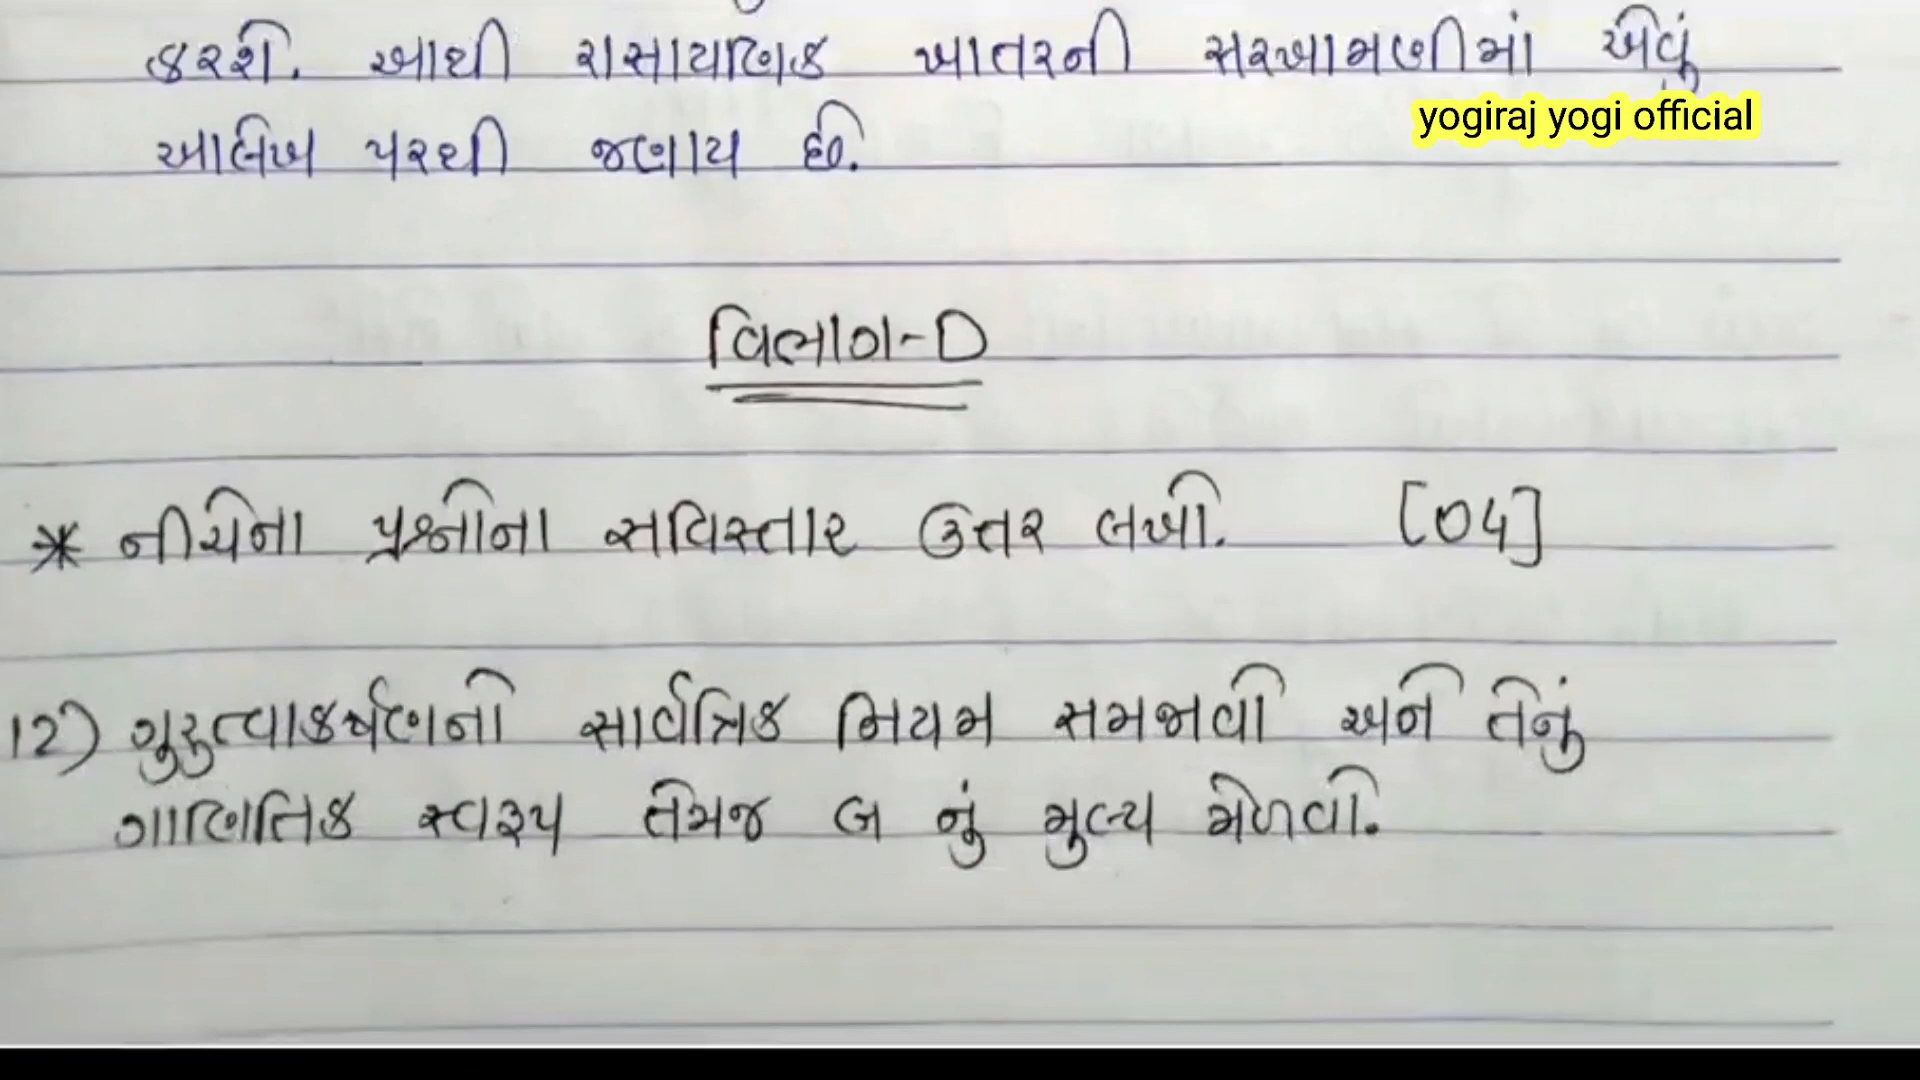 કરશે. આથી રાસાયણિક ખાતરની સરખામણીમાં એવું
yogiraj yogi official
આલેખ પરથી જણાય છે.
વિભાગ-D
* નીચેના પ્રશ્નોના સવિસ્તાર ઉત્તર લખો. [04]
12) ગુરુત્વાકર્ષણનો સાર્વત્રિક નિયમ સમજાવો અને તેનું
ગાણિતિક સ્વરૂપ તેમજ G નું મુલ્ય મેળવો.